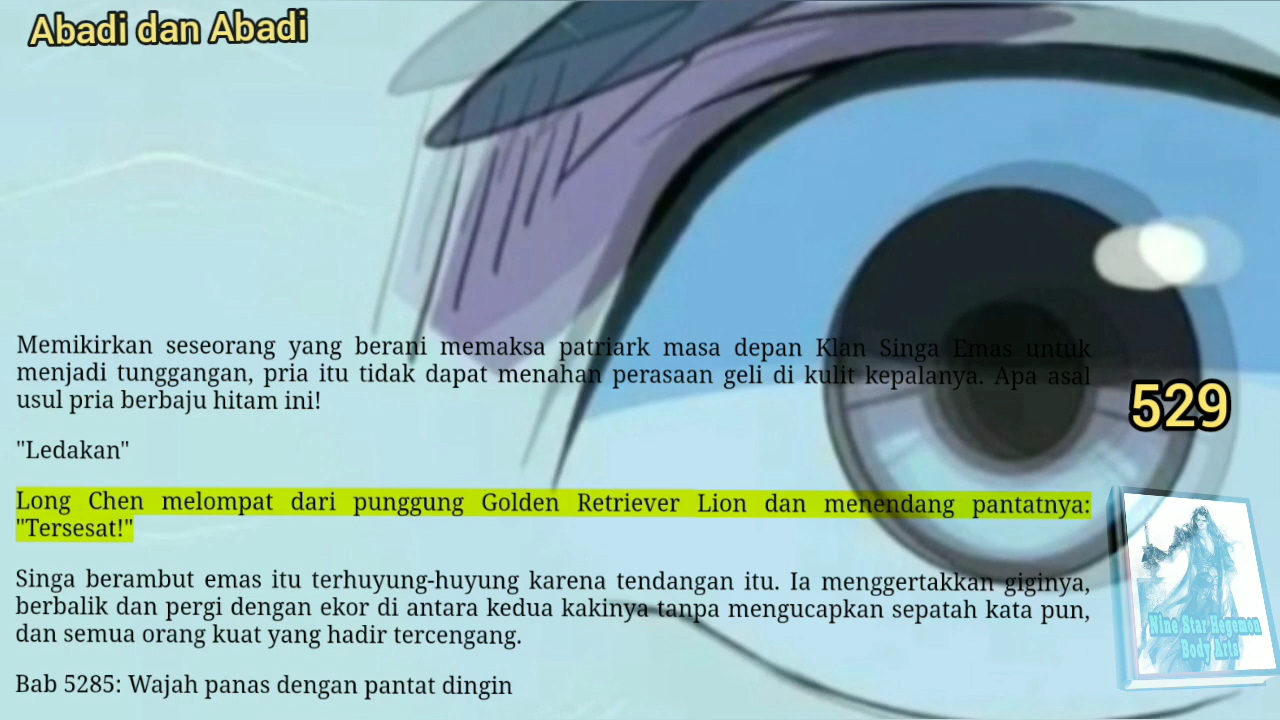 Abadi dan Abadi
Memikirkan seseorang yang berani memaksa patriark masa depan Klan Singa Emas untuk
menjadi tunggangan, pria itu tidak dapat menahan perasaan geli di kulit kepalanya. Apa asal
usul pria berbaju hitam ini!
"Ledakan"
529
Long Chen melompat dari punggung Golden Retriever Lion dan menendang pantatnya:
"Tersesat!"
Singa berambut emas itu terhuyung-huyung karena tendangan itu. Ia menggertakkan giginya,
berbalik dan pergi dengan ekor di antara kedua kakinya tanpa mengucapkan sepatah kata pun,
dan semua orang kuat yang hadir tercengang.
Nine Star Hegemon
Body Arts
Bab 5285: Wajah panas dengan pantat dingin